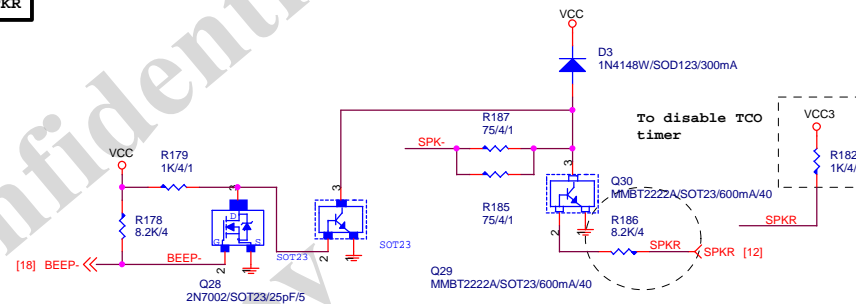 KR
VCC
D3
1N4148W/SOD123/300mA
R187
75/4/1
SPK-
R185
75/4/1
To disable TCO
timer
VCC3
R182
1K/4/
VCC
R179
1K/4/1
R178
8.2K/4
3
D
G
S
2
1
SOT23
3
2
1
SOT23
3
Q30
MMBT2222A/SOT23/600mA/40
2
1
R186
8.2K/4
SPKR
SPKR
SPKR [12]
[18] BEEP-
BEEP-
Q28
2N7002/SOT23/25pF/5
Q29
MMBT2222A/SOT23/600mA/40
nfidenti